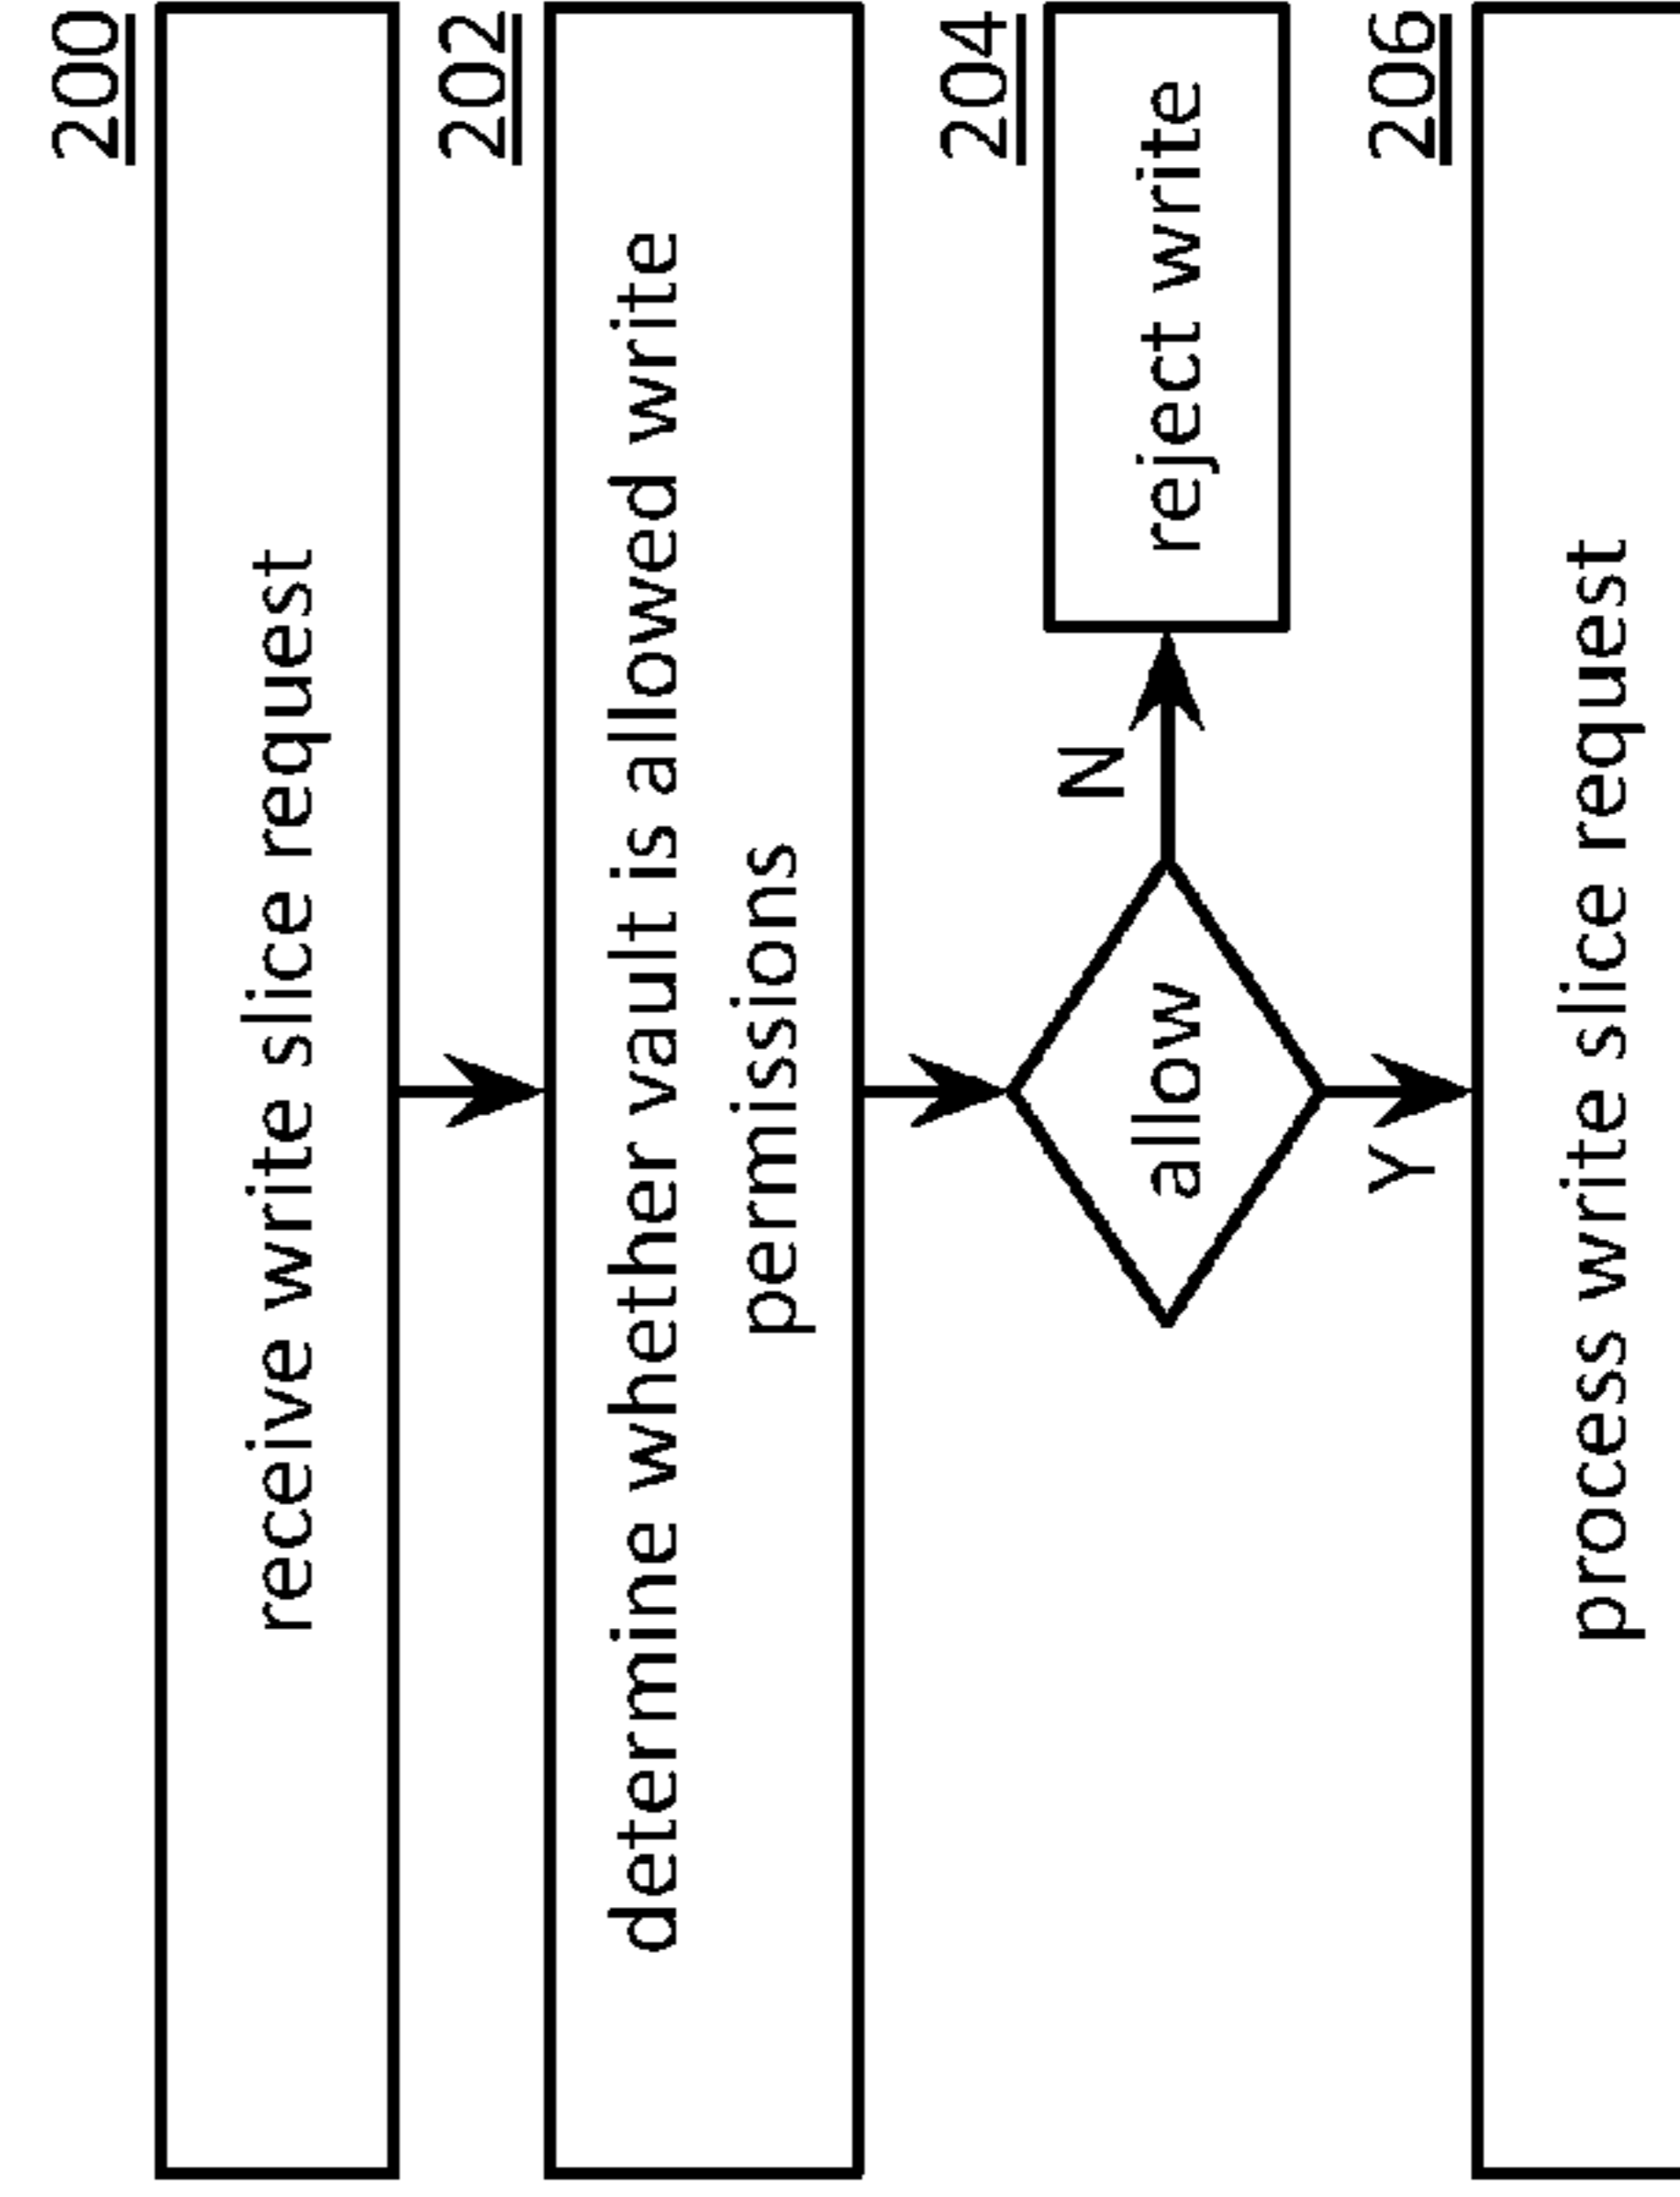 200
receive write slice request
202
determine whether vault is allowed write
permissions
204
allow
N
reject write
Y
206
process write slice request